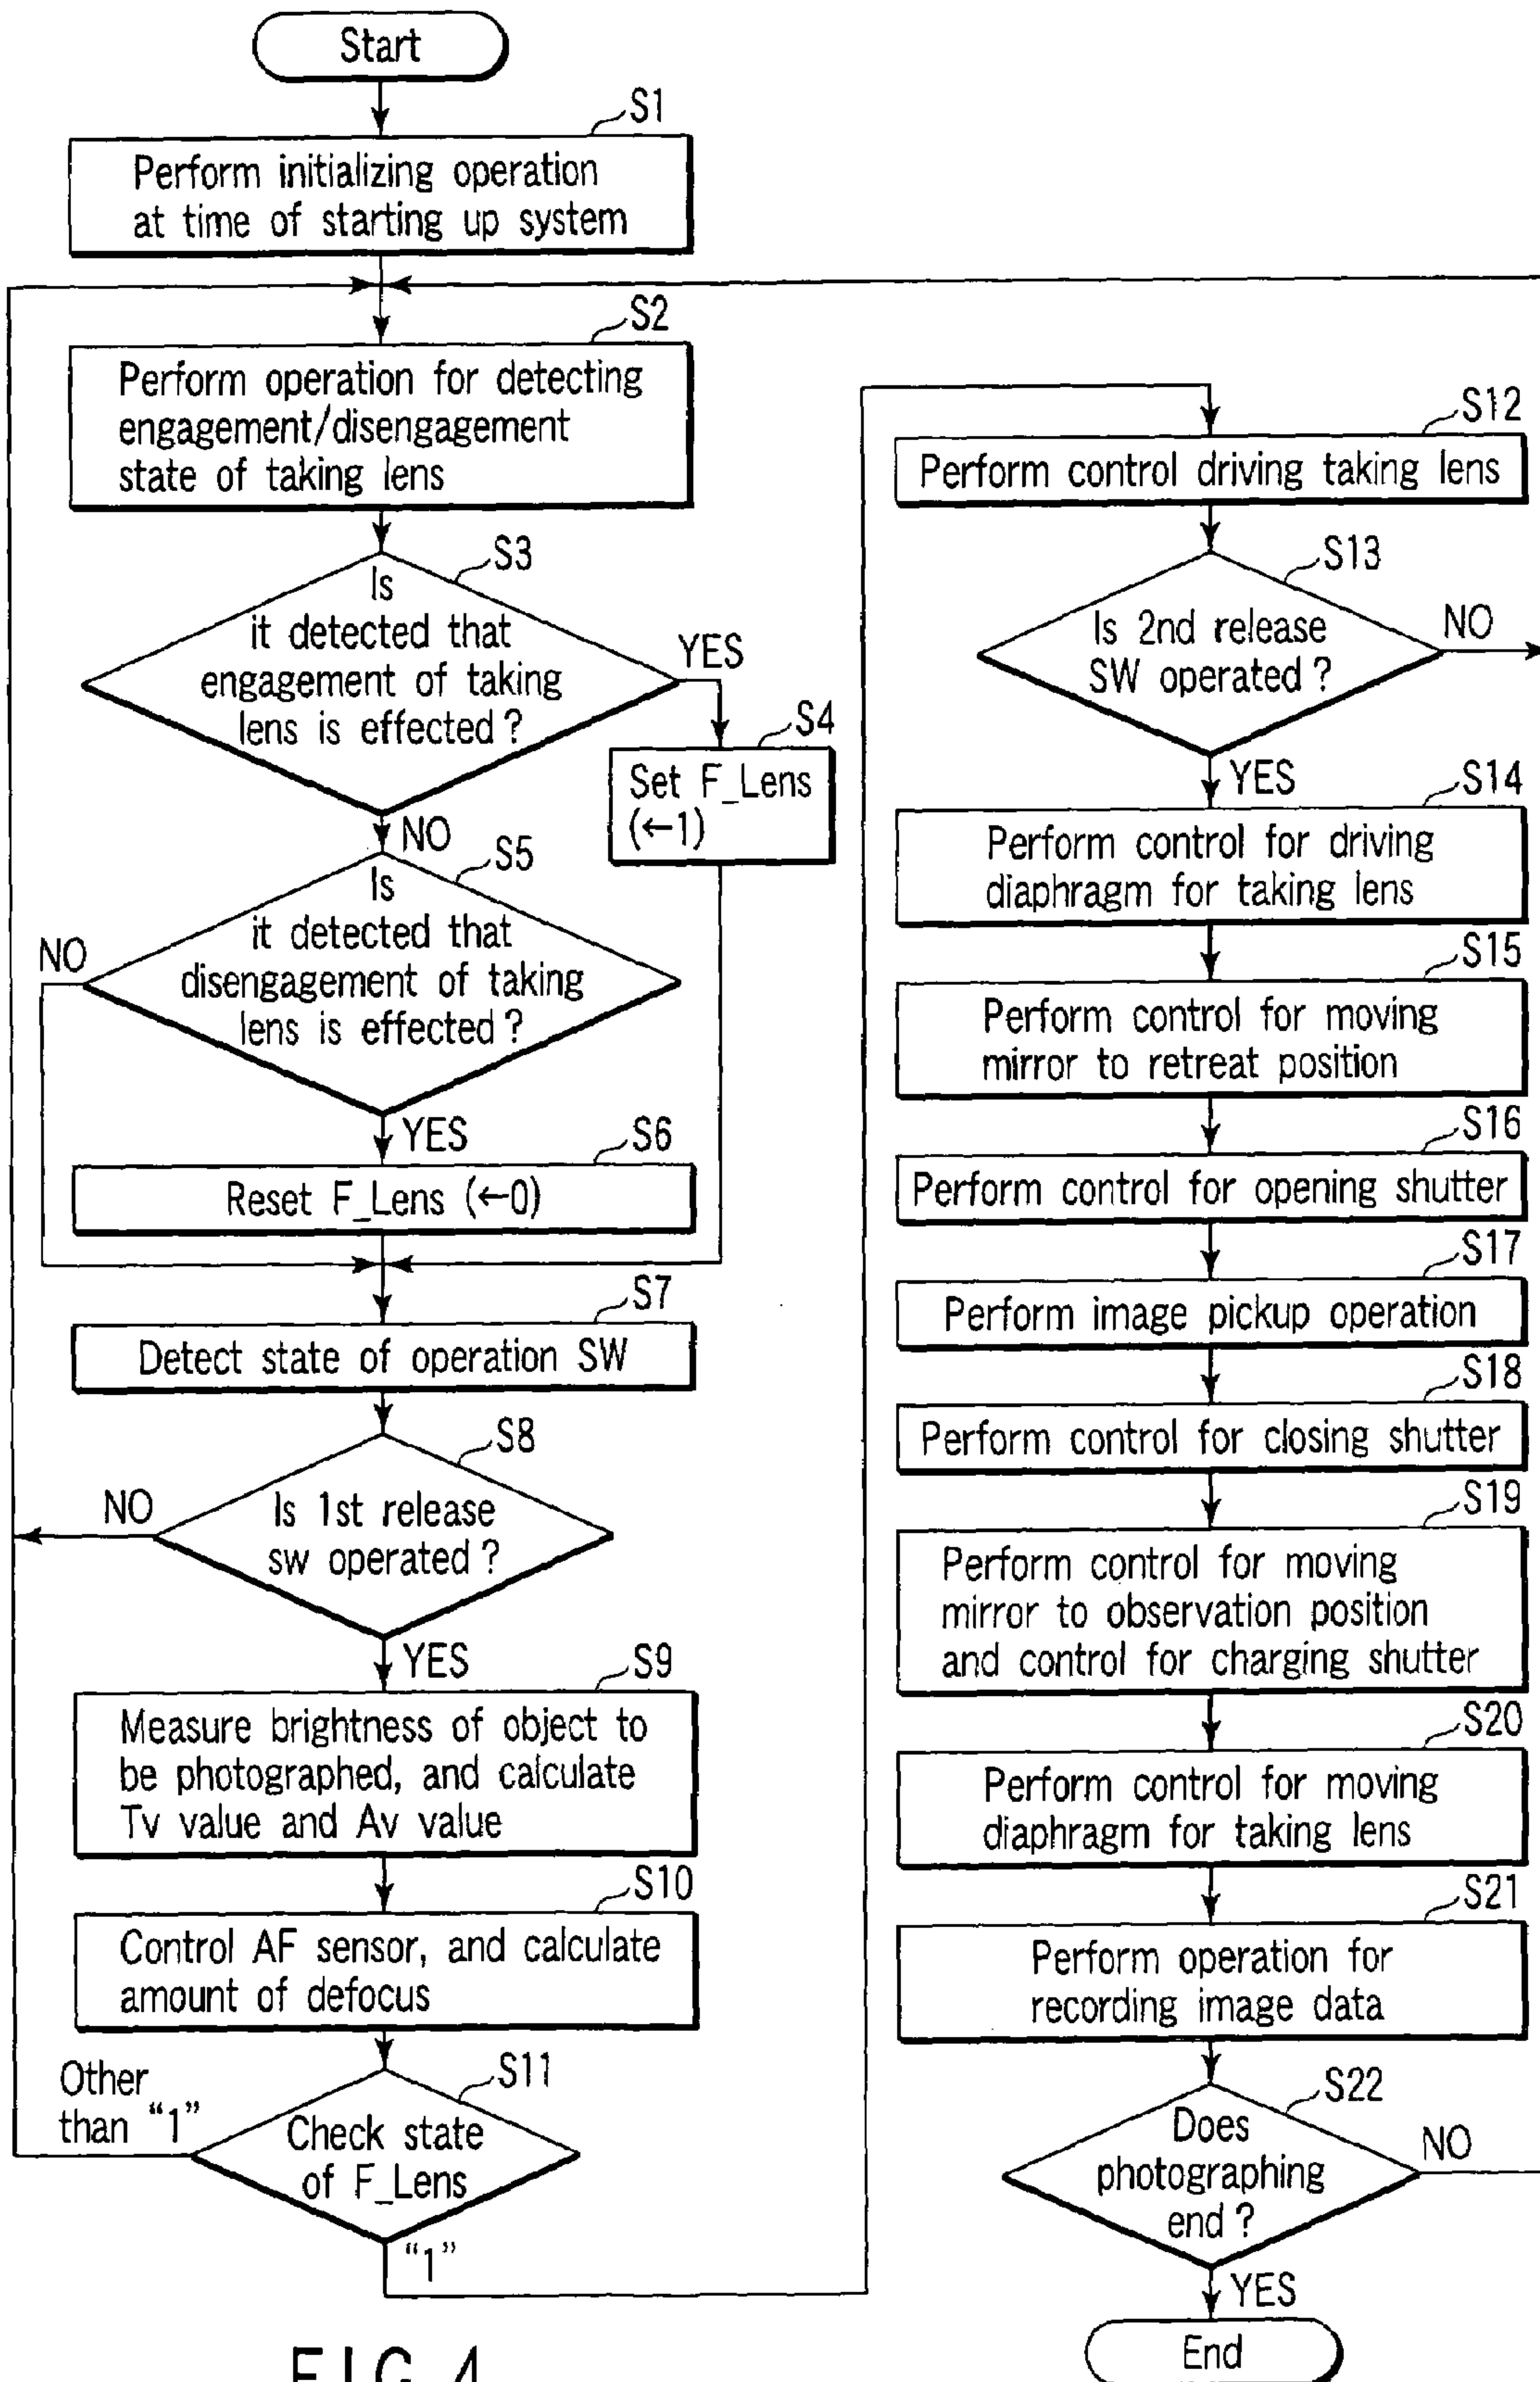 Start
S1
Perform initializing operation
at time of starting up system
S2
Perform operation for detecting
engagement/disengagement
state of taking lens
S3
Is
it detected that
engagement of taking
lens is effected?
YES
S4
Set F_Lens
(←1)
NO
S5
Is
it detected that
disengagement of taking
lens is effected?
NO
YES
S6
Reset F_Lens (←0)
S7
Detect state of operation SW
S8
Is 1st release
sw operated?
NO
YES
S9
Measure brightness of object to
be photographed, and calculate
Tv value and Av value
S10
Control AF sensor, and calculate
amount of defocus
S11
Check state
of F_Lens
Other
than “1”
“1”
S12
Perform control driving taking lens
S13
Is 2nd release
SW operated?
NO
YES
S14
Perform control for driving
diaphragm for taking lens
S15
Perform control for moving
mirror to retreat position
S16
Perform control for opening shutter
S17
Perform image pickup operation
S18
Perform control for closing shutter
S19
Perform control for moving
mirror to observation position
and control for charging shutter
S20
Perform control for moving
diaphragm for taking lens
S21
Perform operation for
recording image data
S22
Does
photographing
end?
NO
YES
End
FIG. 4